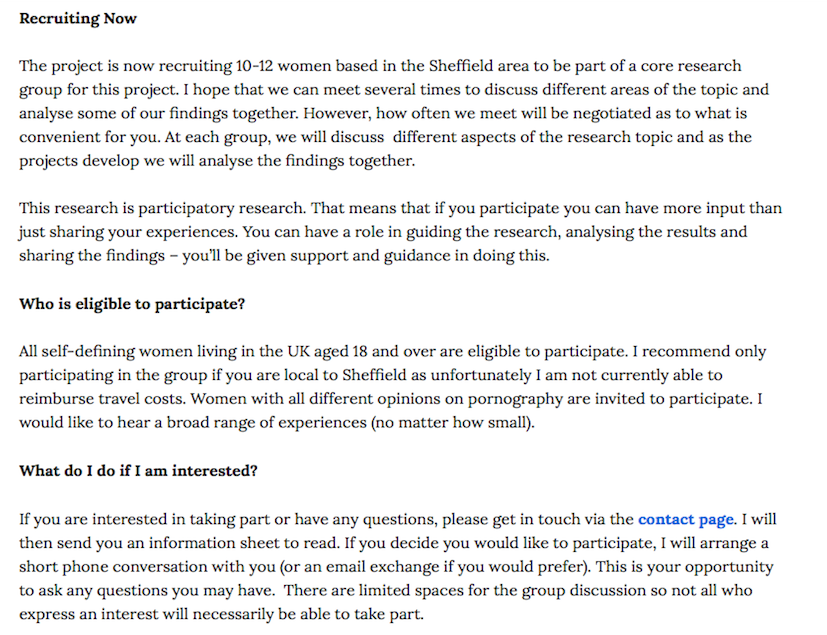 Recruiting Now
The project is now recruiting 10-12 women based in the Sheffield area to be part of a core research
group for this project. I hope that we can meet several times to discuss different areas of the topic and
analyse some of our findings together. However, how often we meet will be negotiated as to what is
convenient for you. At each group, we will discuss  different aspects of the research topic and as the
projects develop we will analyse the findings together.
This research is participatory research. That means that if you participate you can have more input than
just sharing your experiences. You can have a role in guiding the research, analysing the results and
sharing the findings – you'll be given support and guidance in doing this.
Who is eligible to participate?
All self-defining women living in the UK aged 18 and over are eligible to participate. I recommend only
participating in the group if you are local to Sheffield as unfortunately I am not currently able to
reimburse travel costs. Women with all different opinions on pornography are invited to participate. I
would like to hear a broad range of experiences (no matter how small).
What do I do if I am interested?
If you are interested in taking part or have any questions, please get in touch via the contact page. I will
then send you an information sheet to read. If you decide you would like to participate, I will arrange a
short phone conversation with you (or an email exchange if you would prefer). This is your opportunity
to ask any questions you may have.  There are limited spaces for the group discussion so not all who
express an interest will necessarily be able to take part.